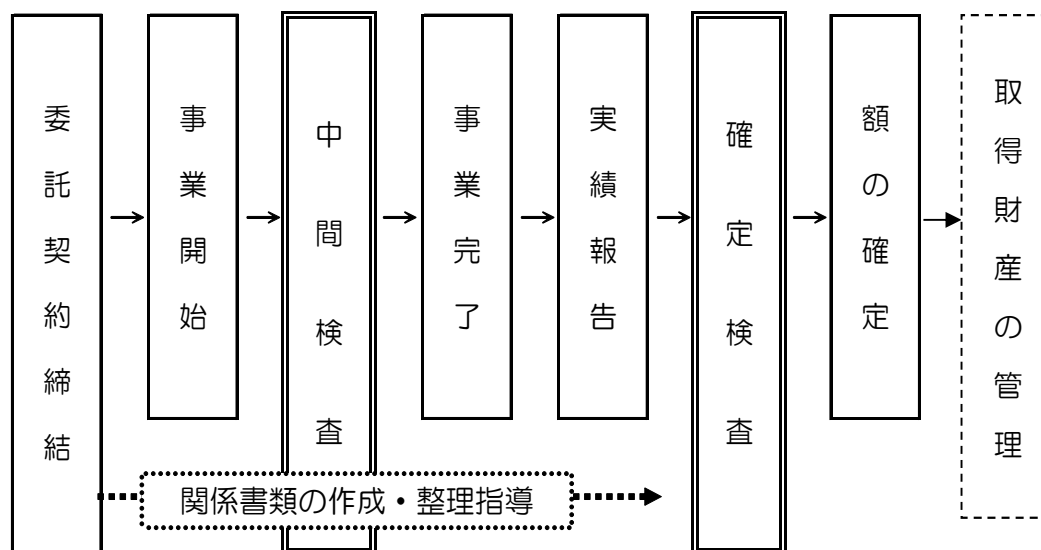 委託契約締結
事業開始
中間検査
事業完了
実績報告
確定検査
額の確定
取得財産の管理
関係書類の作成・整理指導